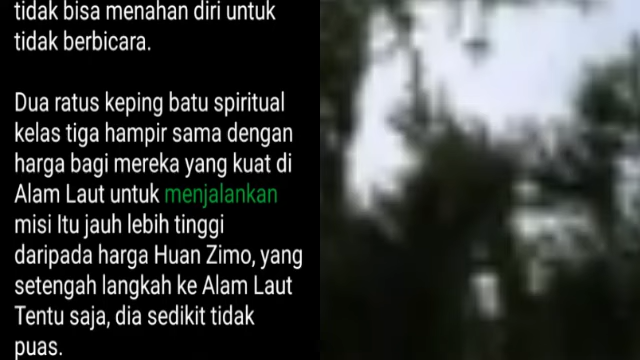 tidak bisa menahan diri untuk
tidak berbicara.
Dua ratus keping batu spiritual
kelas tiga hampir sama dengan
harga bagi mereka yang kuat di
Alam Laut untuk menjalankan
misi Itu jauh lebih tinggi
daripada harga Huan Zimo, yang
setengah langkah ke Alam Laut
Tentu saja, dia sedikit tidak
puas.